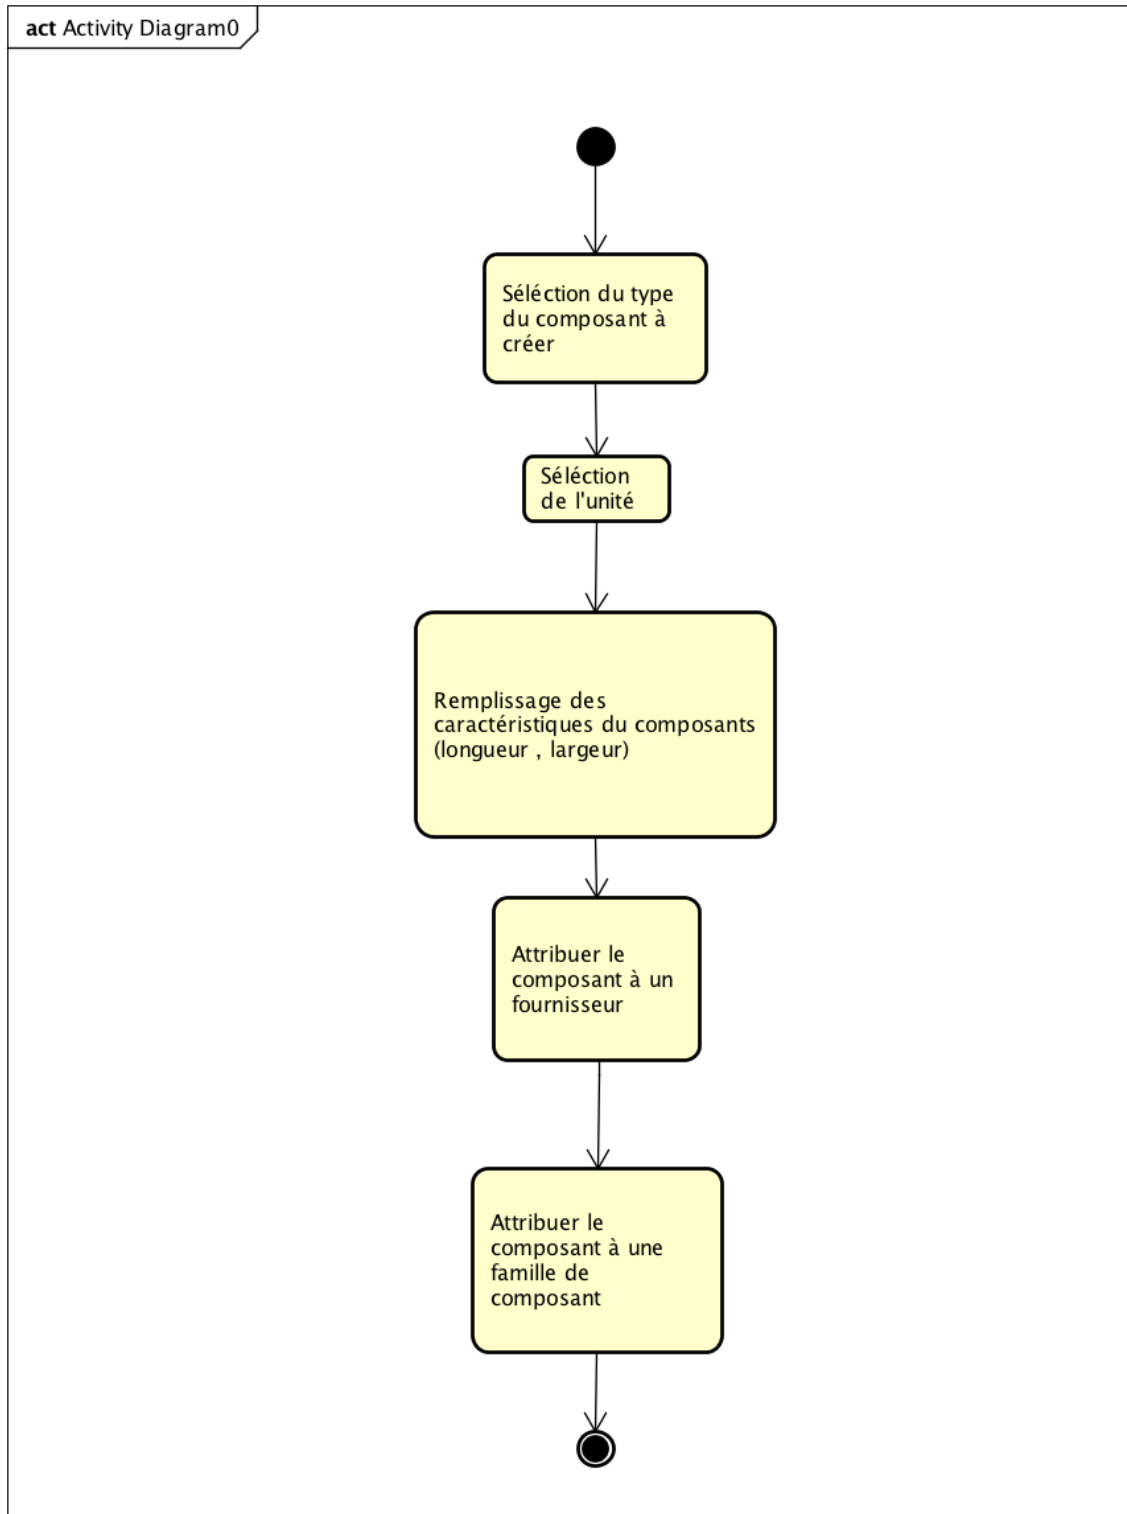 act Activity Diagram0
Séléction du type
du composant à
créer
Séléction
de l'unité
Remplissage des
caractéristiques du composants
(longueur , largeur)
Attribuer le
composant à un
fournisseur
Attribuer le
composant à une
famille de
composant